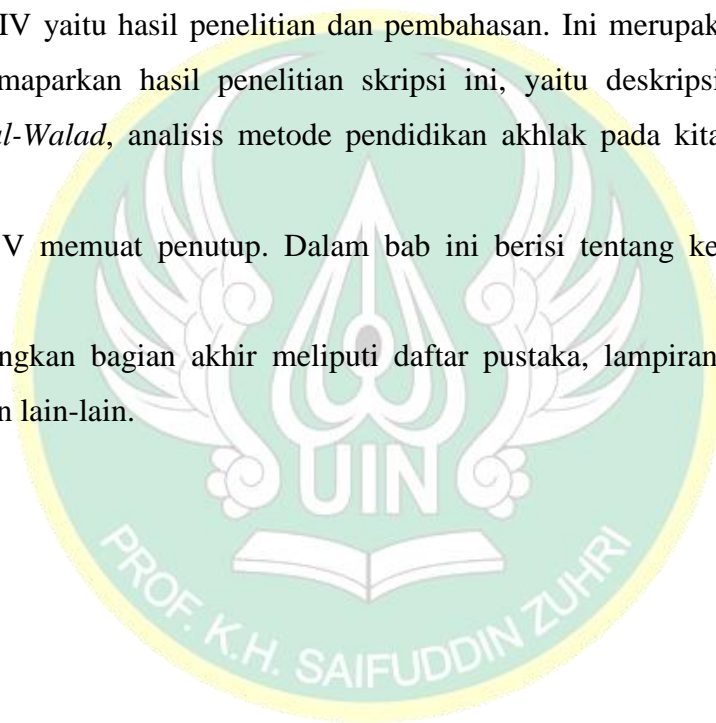 IV yaitu hasil penelitian dan pembahasan. Ini merupak
maparkan hasil penelitian skripsi ini, yaitu deskripsi
l-Walad, analisis metode pendidikan akhlak pada kita
V memuat penutup. Dalam bab ini berisi tentang ke
ngkan bagian akhir meliputi daftar pustaka, lampiran
n lain-lain.
UIN
PROF. K.H. SAIFUDDIN ZUHRI